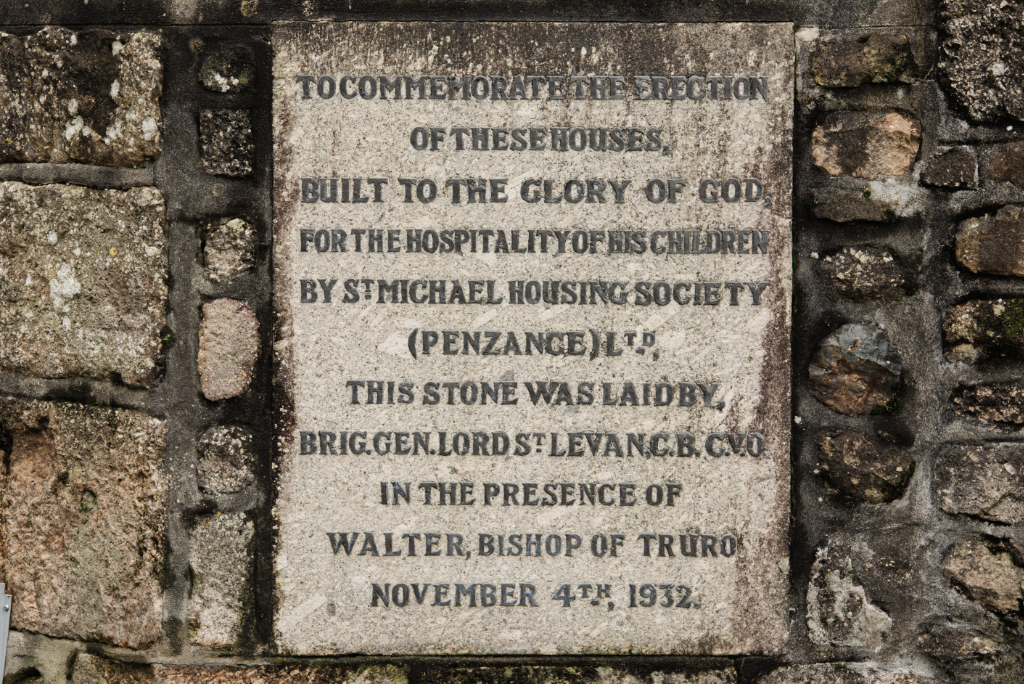 TO COMMEMORATE THE ERECTION
OF THESE HOUSES,
BUILT TO THE GLORY OF GOD,
FOR THE HOSPITALITY OF HIS CHILDREN
BY ST. MICHAEL HOUSING SOCIETY
(PENZANCE) LT.D.,
THIS STONE WAS LAID BY,
BRIG. GEN. LORD ST. LEVAN, C.B. C.V.O.
IN THE PRESENCE OF
WALTER, BISHOP OF TRURO
NOVEMBER 4TH., 1932.